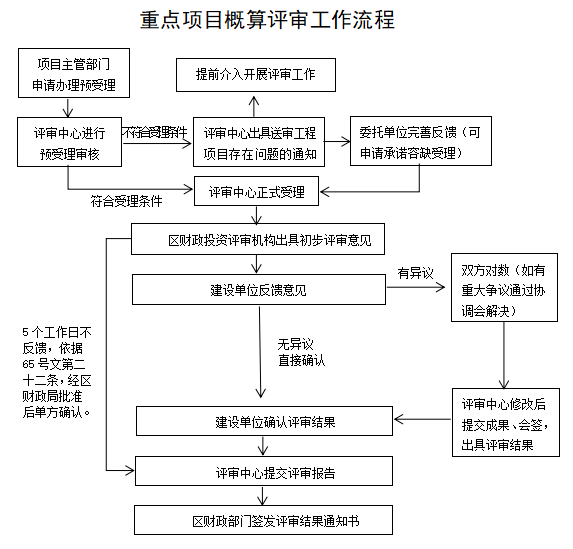 重点项目概算评审工作流程
项目主管部门
申请办理预受理
提前介入开展评审工作
评审中心进行
预受理审核
不符合受理条件
评审中心出具送审工程
项目存在问题的通知
委托单位完善反馈（可
申请承诺容缺受理）
符合受理条件
评审中心正式受理
区财政投资评审机构出具初步评审意见
建设单位反馈意见
有异议
双方对数（如有
重大争议通过协
调会解决）
5个工作日不
反馈，依据
65号文第二
十二条，经区
财政局批准
后单方确认。
无异议
直接确认
建设单位确认评审结果
评审中心修改后
提交成果、会签，
出具评审结果
评审中心提交评审报告
区财政部门签发评审结果通知书